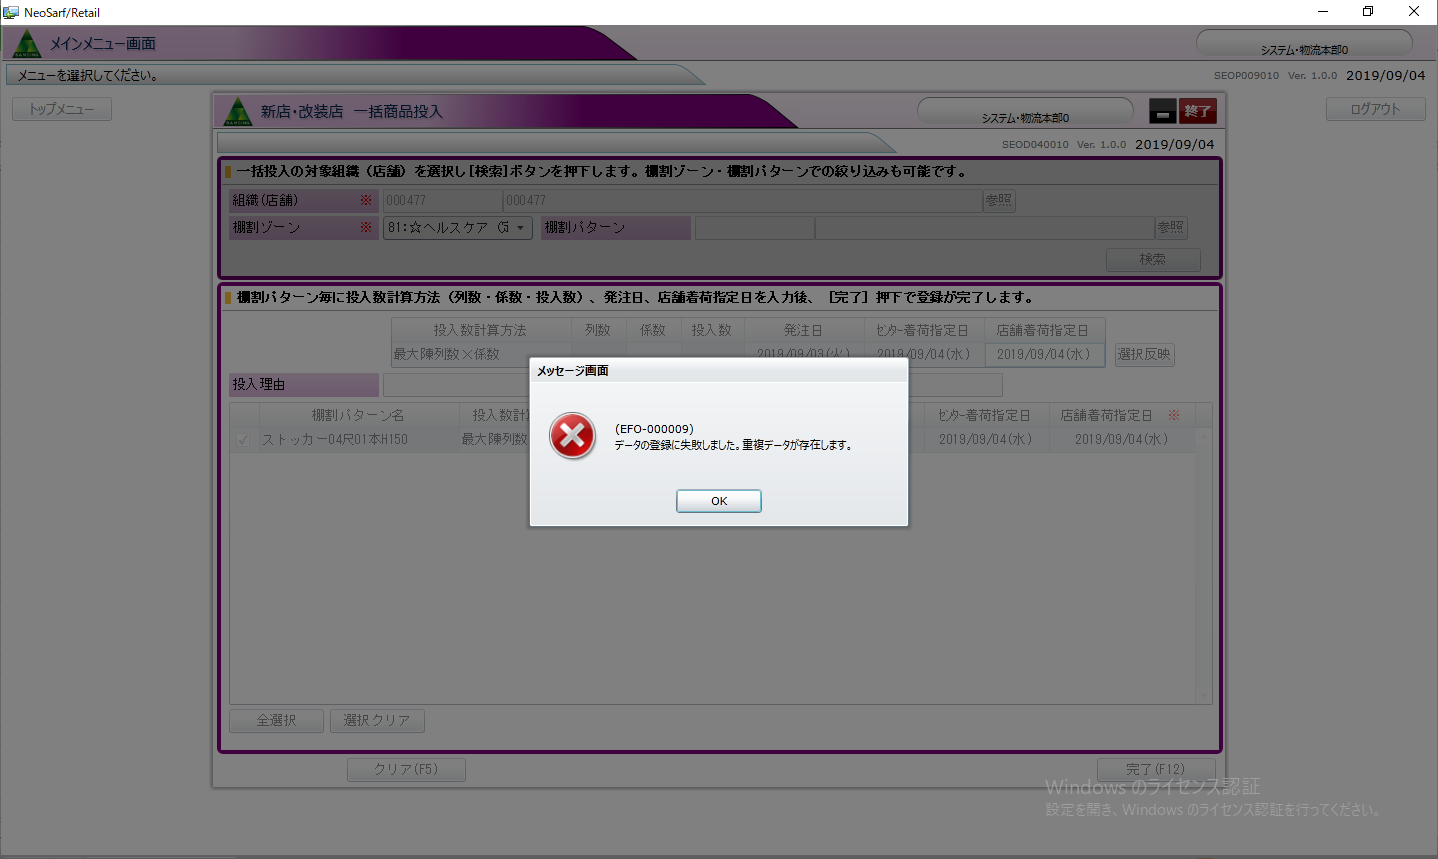 NeoSarf/Retail
メインメニュー画面
システム・物流本部0
メニューを選択してください。
SEOP009010 Ver. 1.0.0 2019/09/04
トップメニュー
ログアウト
新店・改装店 一括商品投入
システム・物流本部0
終了
SEOD040010 Ver. 1.0.0 2019/09/04
一括投入の対象組織（店舗）を選択し[検索]ボタンを押下します。棚割ゾーン・棚割パターンでの絞り込みも可能です。
組織(店舗) ※ 000477 000477 参照
棚割ゾーン ※ 81:☆ヘルスケア 棚割パターン 参照
検索
棚割パターン毎に投入数計算方法（列数・係数・投入数）、発注日、店舗着荷指定日を入力後、［完了］押下で登録が完了します。
投入数計算方法 列数 係数 投入数 発注日 センター着荷指定日 店舗着荷指定日
最大陳列数×係数 2019/09/03(火) 2019/09/04(水) 2019/09/04(水) 選択反映
投入理由
棚割パターン名 投入数計 センター着荷指定日 店舗着荷指定日 ※
ストッカー04尺01本H150 最大陳列数 2019/09/04(水) 2019/09/04(水)
メッセージ画面
(EFO-000009)
データの登録に失敗しました。重複データが存在します。
OK
全選択 選択クリア
クリア(F5) 完了(F12)
Windows のライセンス認証
設定を開き、Windows のライセンス認証を行ってください。